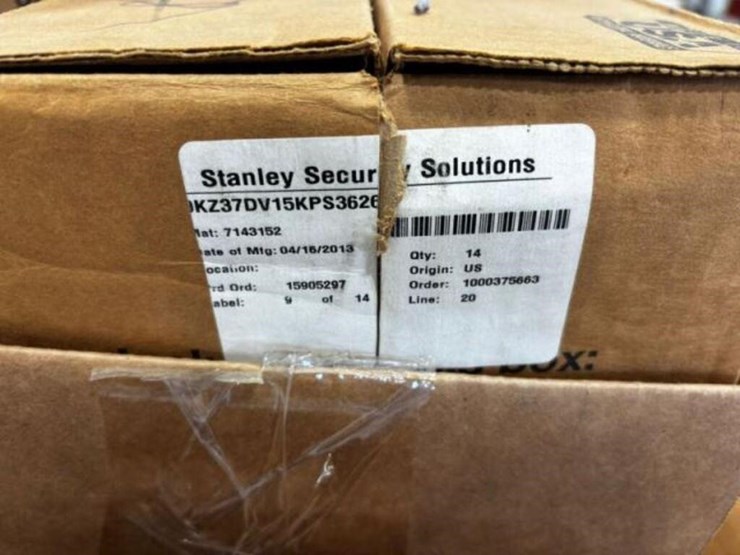 Stanley Secur y Solutions
KZ37DV15KPS3626
Mat: 7143152
ate of Mfg: 04/16/2013
ocation:
rd Ord: 15905297
abel: 9 of 14
Qty: 14
Origin: US
Order: 1000375663
Line: 20
box: